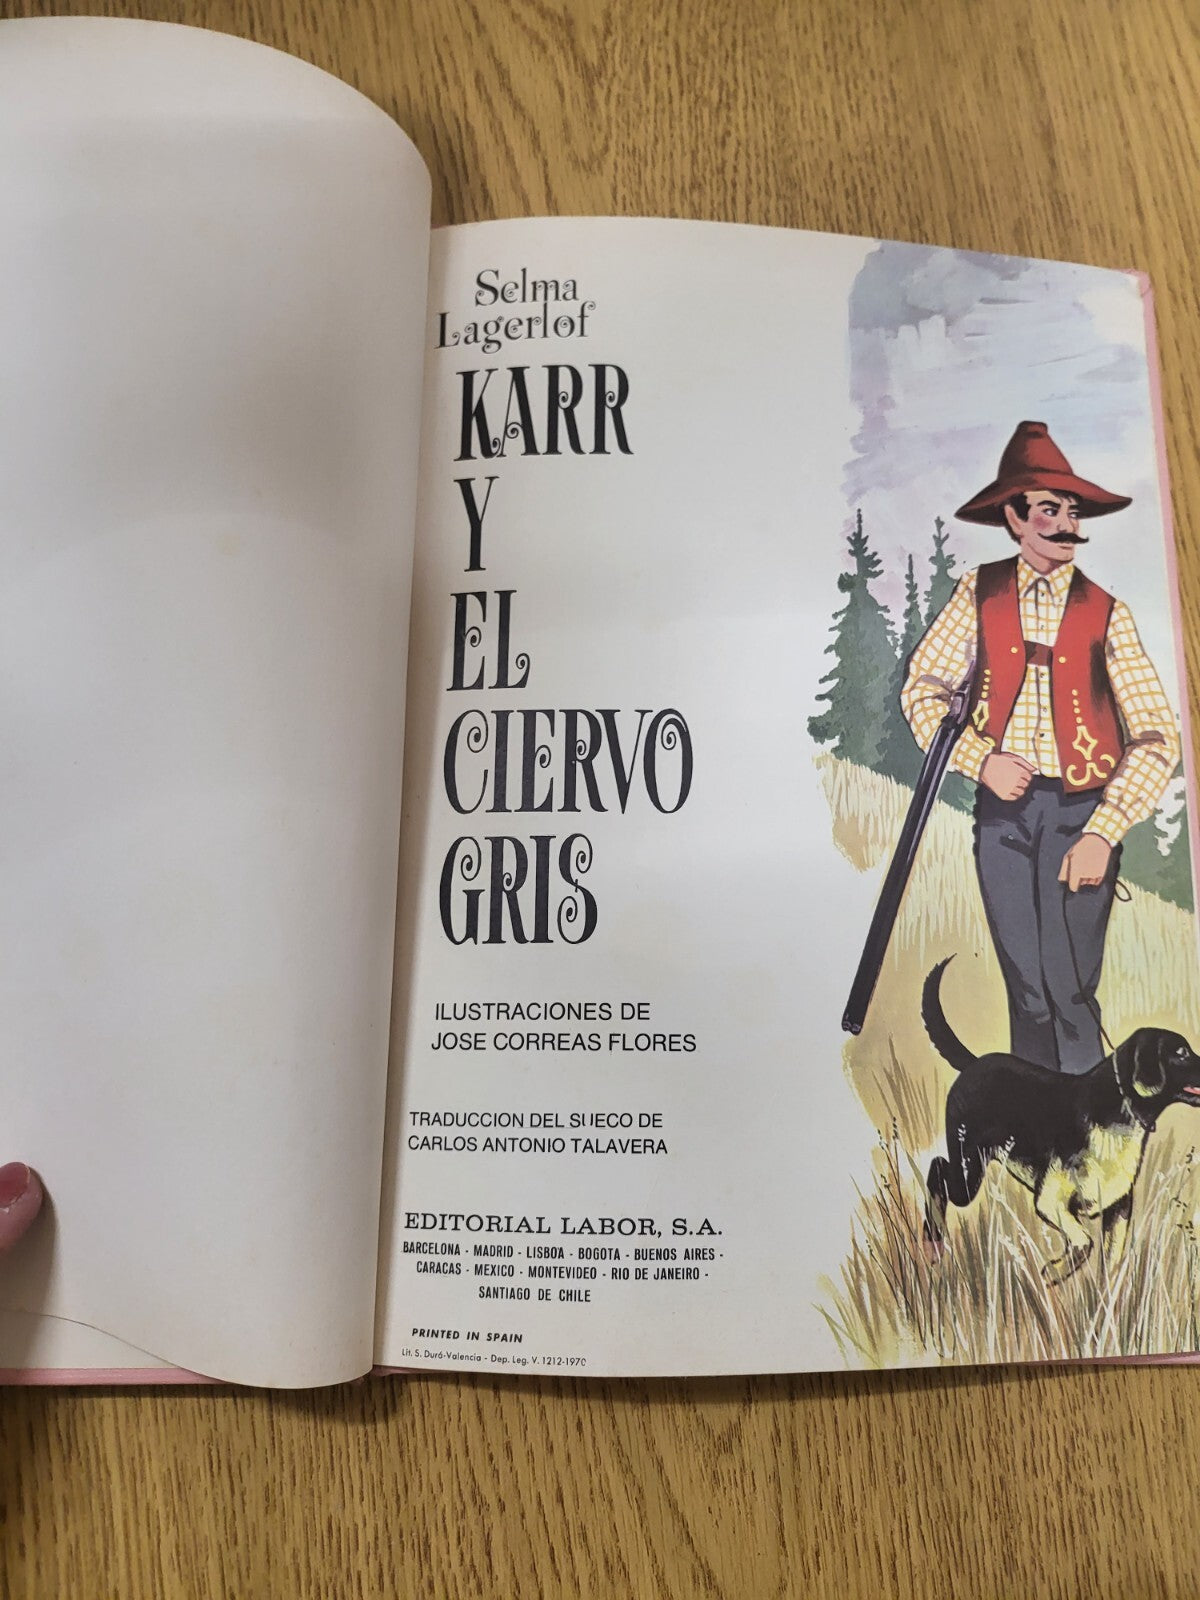 Selma
Lagerlof
KARR
Y
EL
CIERVO
GRIS
ILUSTRACIONES DE
JOSE CORREAS FLORES
TRADUCCION DEL SUECO DE
CARLOS ANTONIO TALAVERA
EDITORIAL LABOR, S.A.
BARCELONA - MADRID - LISBOA - BOGOTA - BUENOS AIRES -
CARACAS - MEXICO - MONTEVIDEO - RIO DE JANEIRO -
SANTIAGO DE CHILE
PRINTED IN SPAIN
Lit. S. Durá-Valencia - Dep. Leg. V. 1212-1970